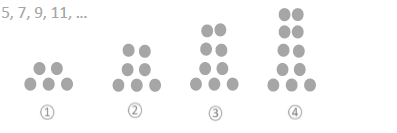 5, 7, 9, 11, ...
① ② ③ ④